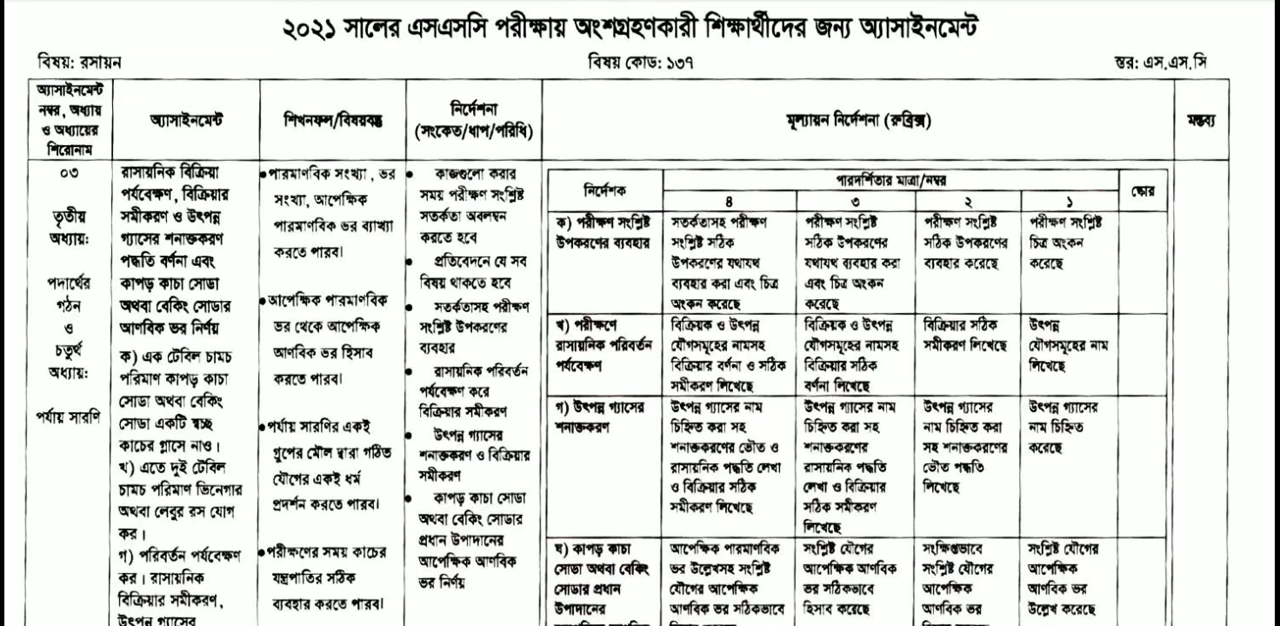 ২০২১ সালের এসএসসি পরীক্ষায় অংশগ্রহণকারী শিক্ষার্থীদের জন্য অ্যাসাইনমেন্ট
বিষয়: রসায়ন
বিষয় কোড: ১৩৭
স্তর: এস.এস.সি
অ্যাসাইনমেন্ট
নম্বর, অধ্যায়
ও অধ্যায়ের
শিরোনাম
অ্যাসাইনমেন্ট
শিখনফল/বিষয়বস্তু
নির্দেশনা
(সংকেত/ধাপ/পরিধি)
মূল্যায়ন নির্দেশনা (রুব্রিক্স)
মন্তব্য
০৩
তৃতীয়
অধ্যায়:
পদার্থের
গঠন
ও
চতুর্থ
অধ্যায়:
পর্যায় সারণি
রাসায়নিক বিক্রিয়া
পর্যবেক্ষণ, বিক্রিয়ার
সমীকরণ ও উৎপন্ন
গ্যাসের শনাক্তকরণ
পদ্ধতি বর্ণনা এবং
কাপড় কাচা সোডা
অথবা বেকিং সোডার
আণবিক ভর নির্ণয়
ক) এক টেবিল চামচ
পরিমাণ কাপড় কাচা
সোডা অথবা বেকিং
সোডা একটি স্বচ্ছ
কাচের গ্লাসে নাও।
খ) এতে দুই টেবিল
চামচ পরিমাণ ভিনেগার
অথবা লেবুর রস যোগ
কর।
গ) পরিবর্তন পর্যবেক্ষণ
কর। রাসায়নিক
বিক্রিয়ার সমীকরণ,
উৎপন্ন গ্যাসের
•পারমাণবিক সংখ্যা, ভর
সংখ্যা, আপেক্ষিক
পারমাণবিক ভর ব্যাখ্যা
করতে পারব।
•আপেক্ষিক পারমাণবিক
ভর থেকে আপেক্ষিক
আণবিক ভর হিসাব
করতে পারব।
•পর্যায় সারণির একই
গ্রুপের মৌল দ্বারা গঠিত
যৌগের একই ধর্ম
প্রদর্শন করতে পারব।
•পরীক্ষণের সময় কাচের
যন্ত্রপাতির সঠিক
ব্যবহার করতে পারব।
• কাজগুলো করার
সময় পরীক্ষণ সংশ্লিষ্ট
সতর্কতা অবলম্বন
করতে হবে
• প্রতিবেদনে যে সব
বিষয় থাকতে হবে
• সতর্কতাসহ পরীক্ষণ
সংশ্লিষ্ট উপকরণের
ব্যবহার
• রাসায়নিক পরিবর্তন
পর্যবেক্ষণ করে
বিক্রিয়ার সমীকরণ
• উৎপন্ন গ্যাসের
শনাক্তকরণ ও বিক্রিয়ার
সমীকরণ
• কাপড় কাচা সোডা
অথবা বেকিং সোডার
প্রধান উপাদানের
আপেক্ষিক আণবিক
ভর নির্ণয়
নির্দেশক
পারদর্শিতার মাত্রা/নম্বর
স্কোর
৪
৩
২
১
ক) পরীক্ষণ সংশ্লিষ্ট
উপকরণের ব্যবহার
সতর্কতাসহ পরীক্ষণ
সংশ্লিষ্ট সঠিক
উপকরণের যথাযথ
ব্যবহার করা এবং চিত্র
অংকন করেছে
পরীক্ষণ সংশ্লিষ্ট
সঠিক উপকরণের
যথাযথ ব্যবহার করা
এবং চিত্র অংকন
করেছে
পরীক্ষণ সংশ্লিষ্ট
সঠিক উপকরণের
ব্যবহার করেছে
পরীক্ষণ সংশ্লিষ্ট
চিত্র অংকন
করেছে
খ) পরীক্ষণে
রাসায়নিক পরিবর্তন
পর্যবেক্ষণ
বিক্রিয়ক ও উৎপন্ন
যৌগসমূহের নামসহ
বিক্রিয়ার বর্ণনা ও সঠিক
সমীকরণ লিখেছে
বিক্রিয়ক ও উৎপন্ন
যৌগসমূহের নামসহ
বিক্রিয়ার সঠিক
বর্ণনা লিখেছে
বিক্রিয়ার সঠিক
সমীকরণ লিখেছে
উৎপন্ন
যৌগসমূহের নাম
লিখেছে
গ) উৎপন্ন গ্যাসের
শনাক্তকরণ
উৎপন্ন গ্যাসের নাম
চিহ্নিত করা সহ
শনাক্তকরণের ভৌত ও
রাসায়নিক পদ্ধতি লেখা
ও বিক্রিয়ার সঠিক
সমীকরণ লিখেছে
উৎপন্ন গ্যাসের নাম
চিহ্নিত করা সহ
শনাক্তকরণের
রাসায়নিক পদ্ধতি
লেখা ও বিক্রিয়ার
সঠিক সমীকরণ
লিখেছে
উৎপন্ন গ্যাসের
নাম চিহ্নিত করা
সহ শনাক্তকরণের
ভৌত পদ্ধতি
লিখেছে
উৎপন্ন গ্যাসের
নাম চিহ্নিত
করেছে
ঘ) কাপড় কাচা
সোডা অথবা বেকিং
সোডার প্রধান
উপাদানের
আপেক্ষিক পারমাণবিক
ভর উল্লেখসহ সংশ্লিষ্ট
যৌগের আপেক্ষিক
আণবিক ভর সঠিকভাবে
সংশ্লিষ্ট যৌগের
আপেক্ষিক আণবিক
ভর সঠিকভাবে
হিসাব করেছে
সংক্ষিপ্তভাবে
সংশ্লিষ্ট যৌগের
আপেক্ষিক
আণবিক ভর
সংশ্লিষ্ট যৌগের
আপেক্ষিক
আণবিক ভর
উল্লেখ করেছে